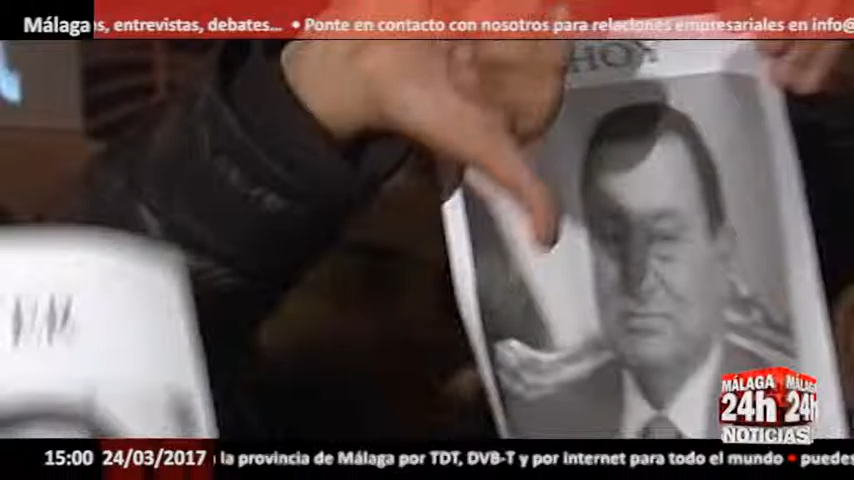 Málaga
s, entrevistas, debates... • Ponte en contacto con nosotros para relaciones empresariales en info@
HOY
MÁLAGA MÁLAGA
24h 24h
NOTICIAS
15:00 24/03/2017 la provincia de Málaga por TDT, DVB-T y por Internet para todo el mundo • puedes